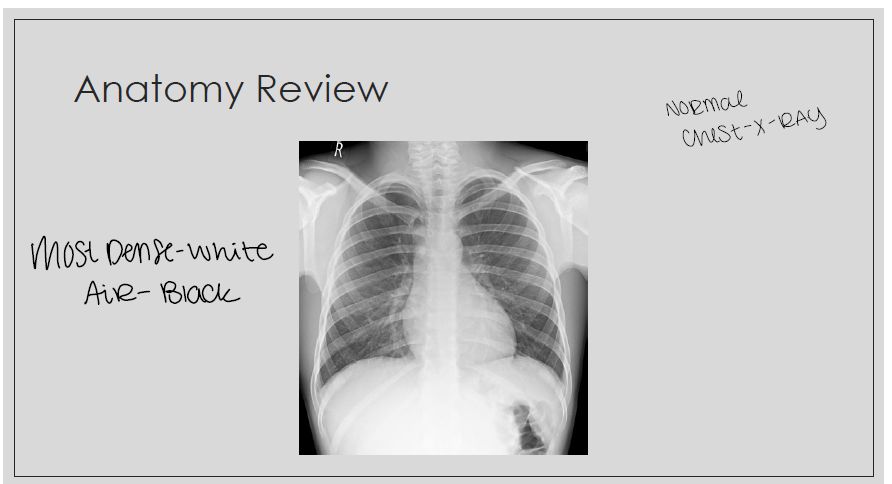 Anatomy Review
Normal
Chest-X-RAY
R
Most Dense-White
Air-Black